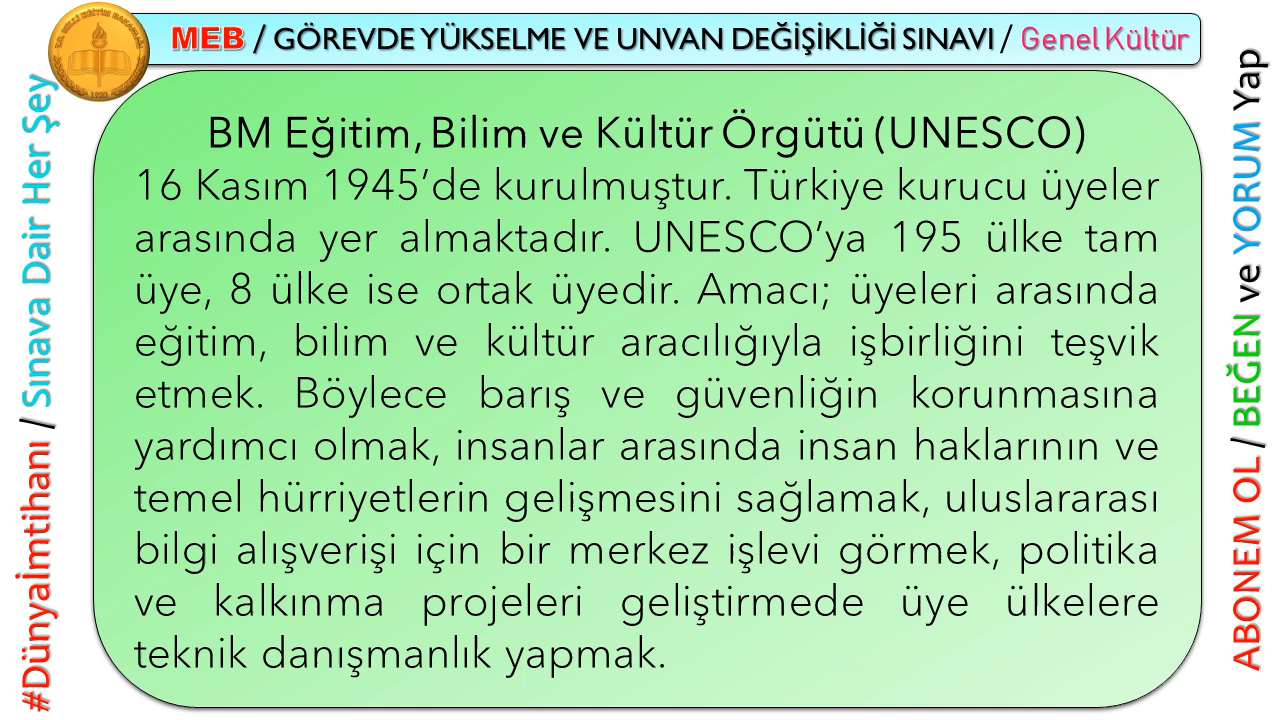 MEB / GÖREVDE YÜKSELME VE UNVAN DEĞİŞİKLİĞİ SINAVI / Genel Kültür
#Dünyaİmtihanı / Sınava Dair Her Şey
BM Eğitim, Bilim ve Kültür Örgütü (UNESCO)
16 Kasım 1945’de kurulmuştur. Türkiye kurucu üyeler
arasında yer almaktadır. UNESCO’ya 195 ülke tam
üye, 8 ülke ise ortak üyedir. Amacı; üyeleri arasında
eğitim, bilim ve kültür aracılığıyla işbirliğini teşvik
etmek. Böylece barış ve güvenliğin korunmasına
yardımcı olmak, insanlar arasında insan haklarının ve
temel hürriyetlerin gelişmesini sağlamak, uluslararası
bilgi alışverişi için bir merkez işlevi görmek, politika
ve kalkınma projeleri geliştirmede üye ülkelere
teknik danışmanlık yapmak.
ABONEM OL / BEĞEN ve YORUM Yap